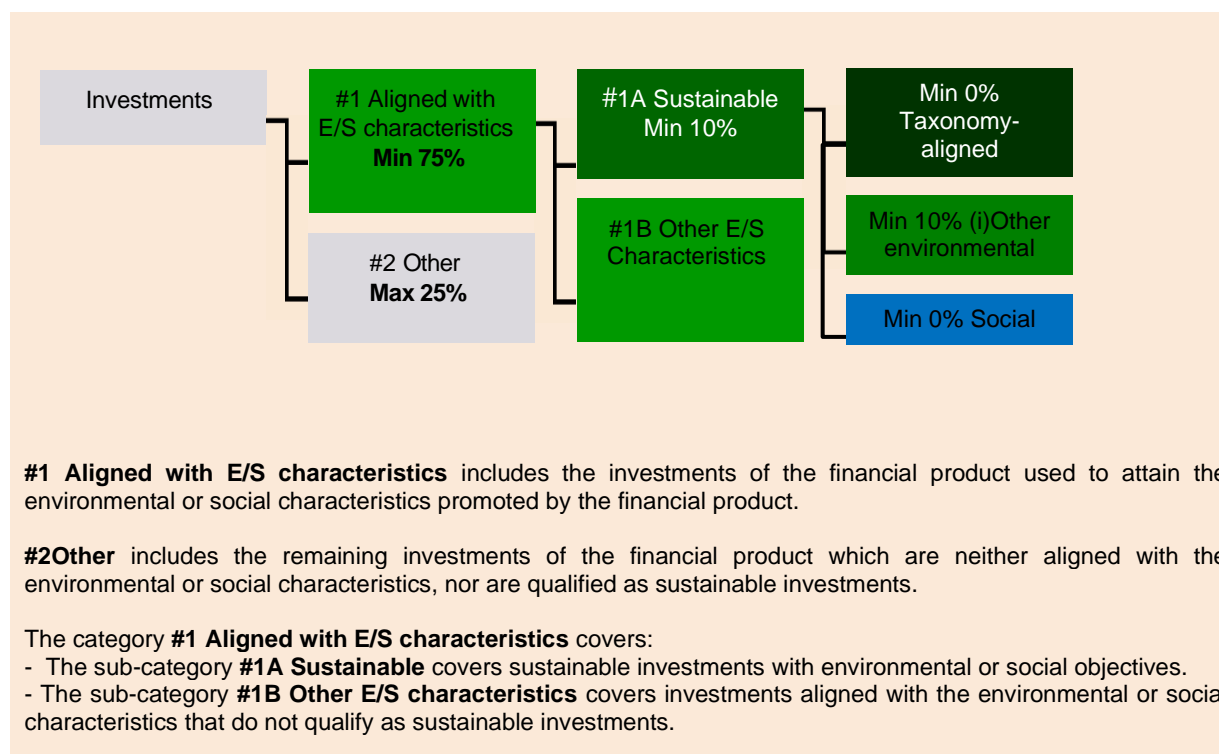 Investments
#1 Aligned with
E/S characteristics
Min 75%
#2 Other
Max 25%
#1A Sustainable
Min 10%
#1B Other E/S
Characteristics
Min 0%
Taxonomy-
aligned
Min 10% (i)Other
environmental
Min 0% Social
#1 Aligned with E/S characteristics includes the investments of the financial product used to attain the
environmental or social characteristics promoted by the financial product.
#2Other includes the remaining investments of the financial product which are neither aligned with the
environmental or social characteristics, nor are qualified as sustainable investments.
The category #1 Aligned with E/S characteristics covers:
- The sub-category #1A Sustainable covers sustainable investments with environmental or social objectives.
- The sub-category #1B Other E/S characteristics covers investments aligned with the environmental or social
characteristics that do not qualify as sustainable investments.